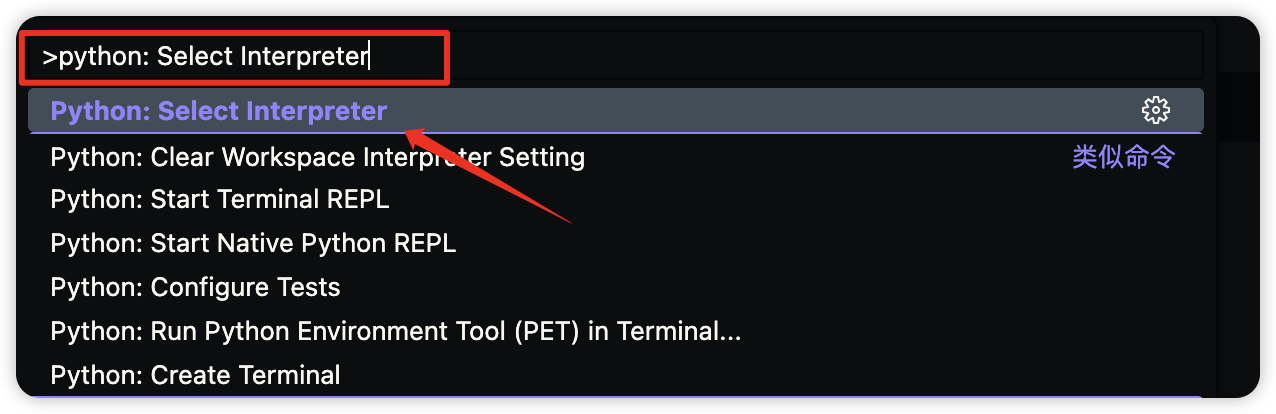 >python: Select Interpreter
Python: Select Interpreter
Python: Clear Workspace Interpreter Setting 类似命令
Python: Start Terminal REPL
Python: Start Native Python REPL
Python: Configure Tests
Python: Run Python Environment Tool (PET) in Terminal...
Python: Create Terminal